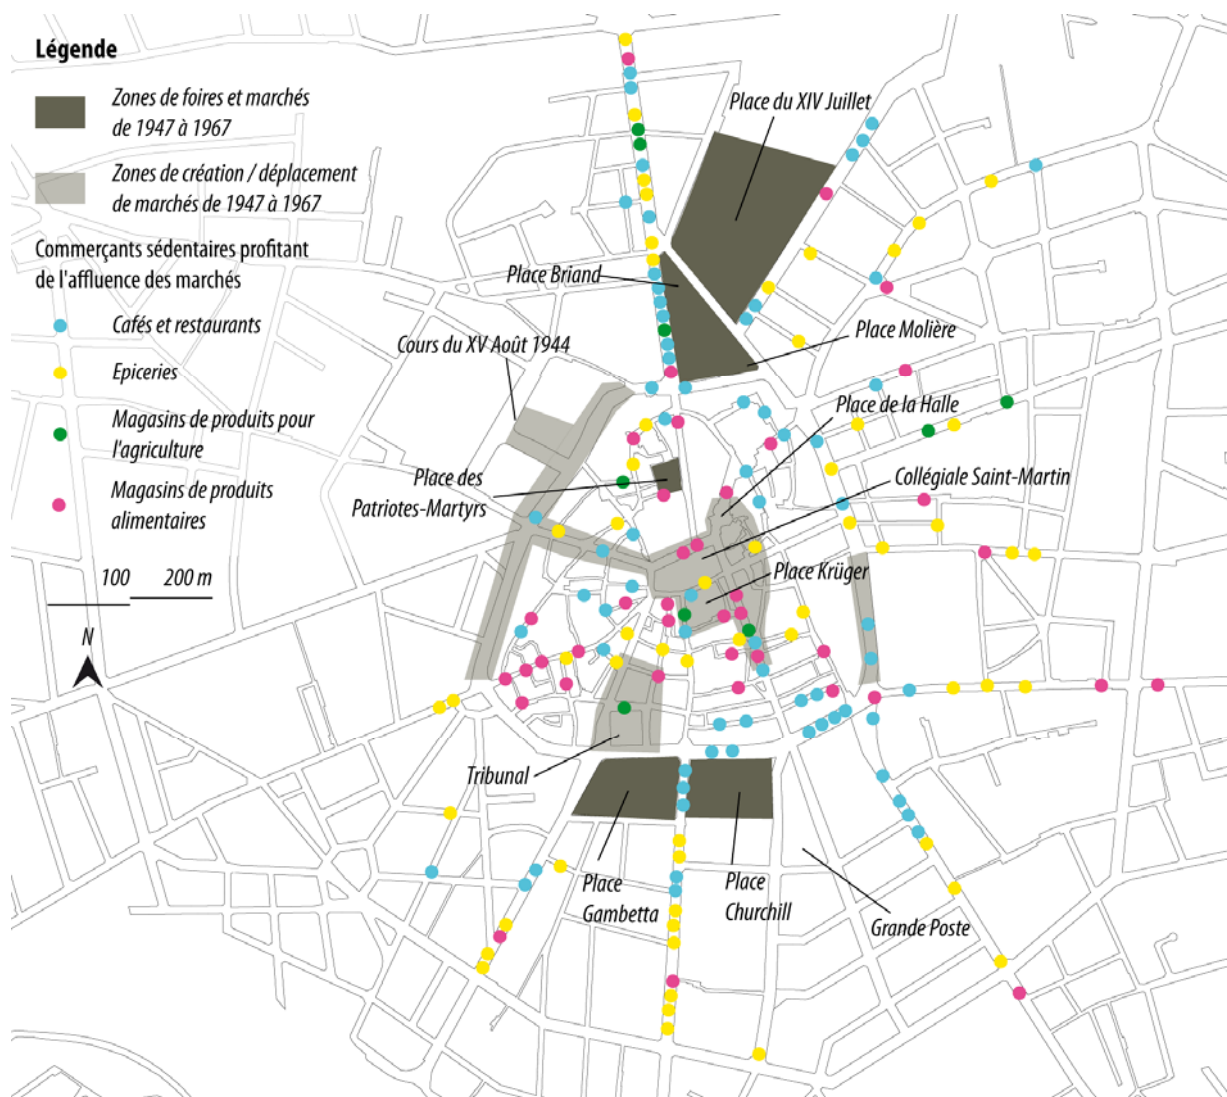 Légende
Zones de foires et marchés
de 1947 à 1967
Zones de création / déplacement
de marchés de 1947 à 1967
Commerçants sédentaires profitant
de l'affluence des marchés
Cafés et restaurants
Epiceries
Magasins de produits pour
l'agriculture
Magasins de produits
alimentaires
100 200 m
N
Place du XIV Juillet
Place Briand
Place Molière
Cours du XV Août 1944
Place de la Halle
Place des
Patriotes-Martyrs
Collégiale Saint-Martin
Place Krüger
Tribunal
Place
Gambetta
Place
Churchill
Grande Poste